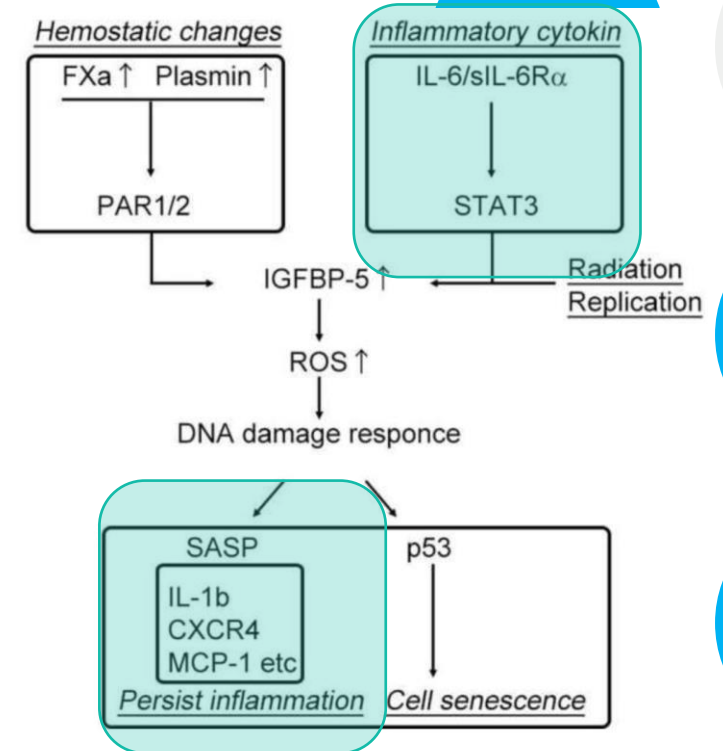 Hemostatic changes
FXa ↑ Plasmin ↑
PAR1/2
Inflammatory cytokin
IL-6/sIL-6Rα
STAT3
IGFBP-5 ↑
Radiation
Replication
ROS ↑
DNA damage responce
SASP
IL-1b
CXCR4
MCP-1 etc
Persist inflammation
p53
Cell senescence